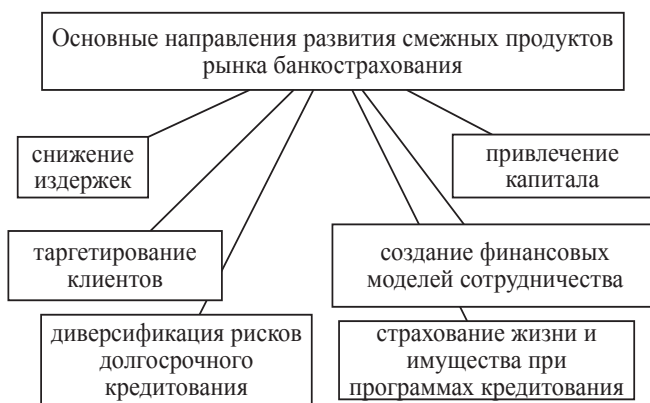 Основные направления развития смежных продуктов
рынка банкострахования
снижение
издержек
привлечение
капитала
таргетирование
клиентов
создание финансовых
моделей сотрудничества
диверсификация рисков
долгосрочного
кредитования
страхование жизни и
имущества при
программах кредитования